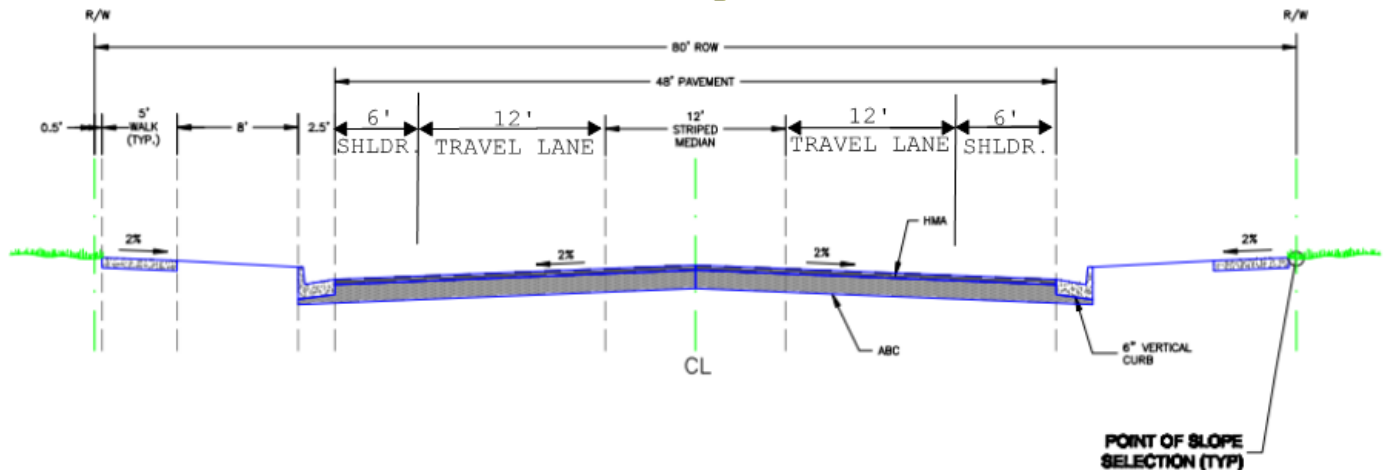 R/W
R/W
80' ROW
48' PAVEMENT
0.5'
5'
WALK
(TYP.)
8'
2.5'
6'
SHLDR.
12'
TRAVEL LANE
12'
STRIPED
MEDIAN
12'
TRAVEL LANE
6'
SHLDR.
2%
2%
2%
2%
HMA
ABC
6" VERTICAL
CURB
CL
POINT OF SLOPE
SELECTION (TYP)